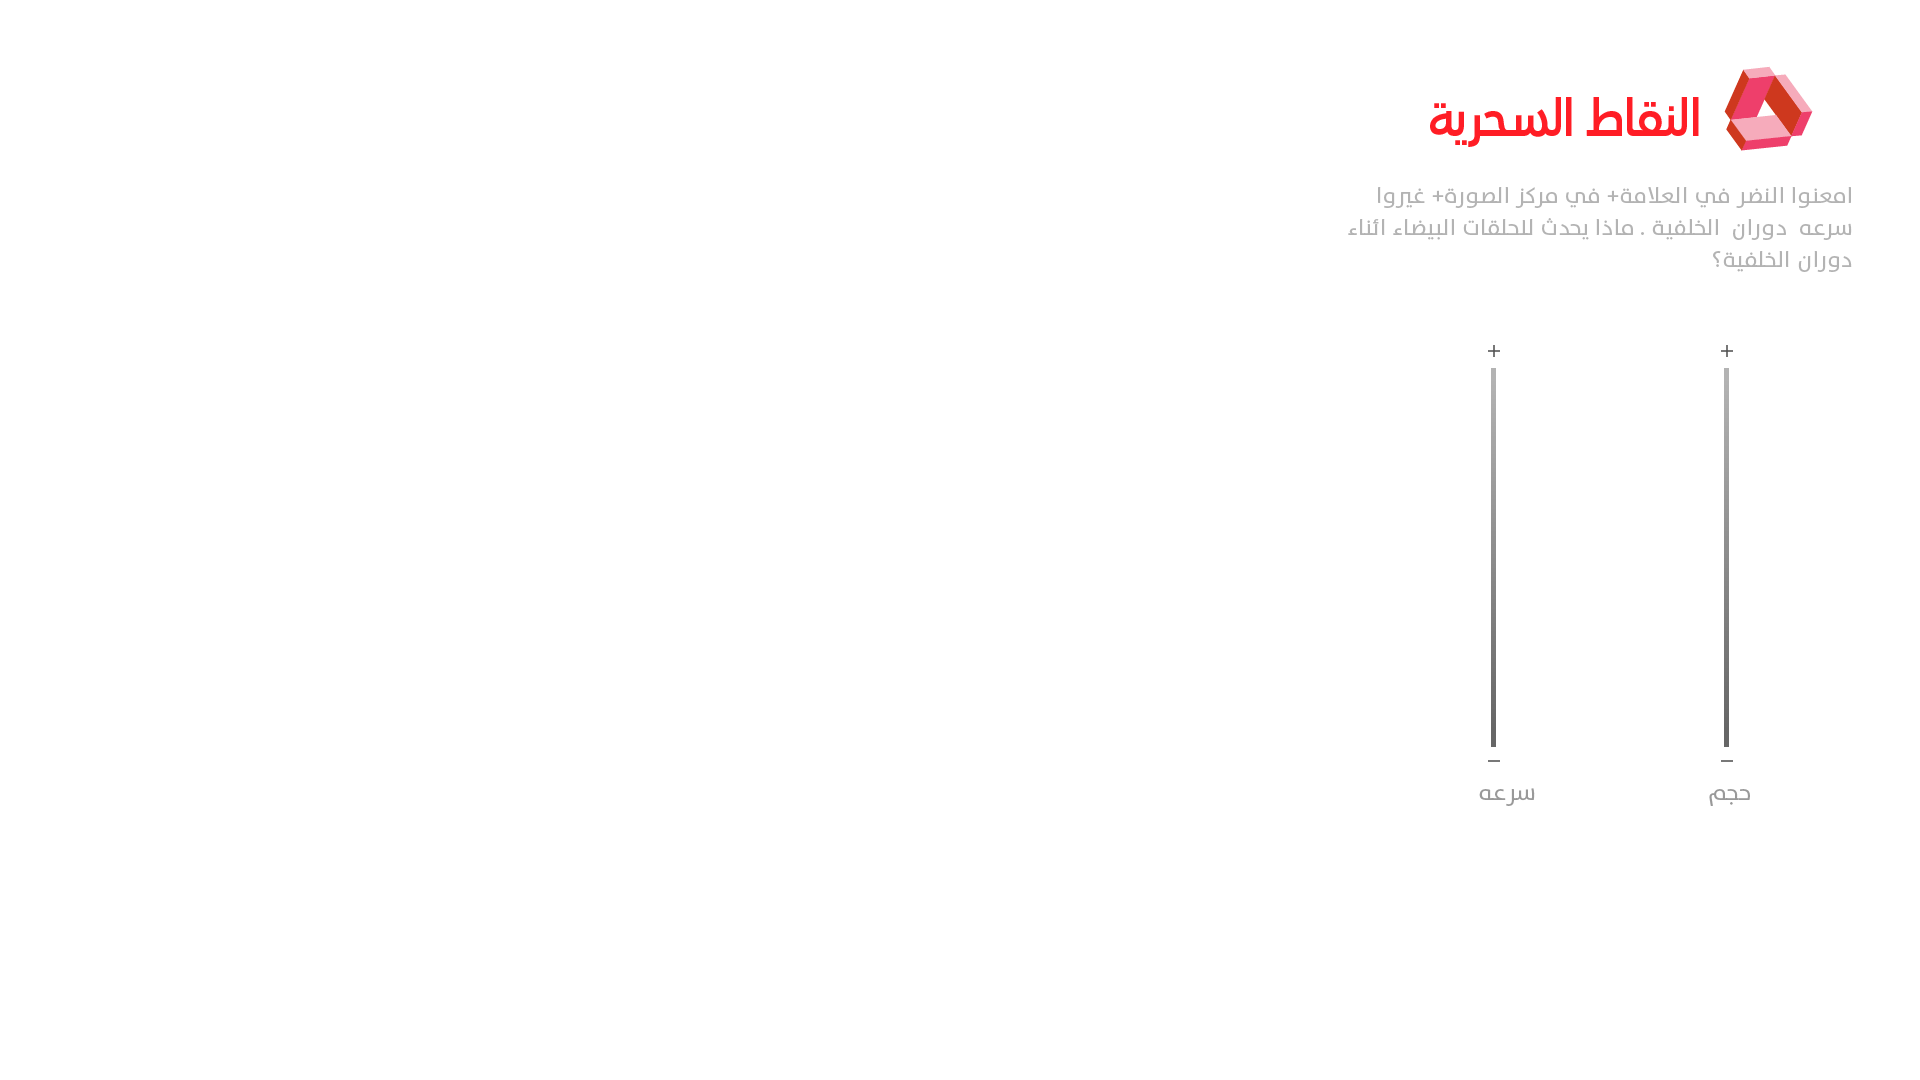 النقاط السحرية
امعنوا النضر في العلامة+ في مركز الصورة+ غيروا
سرعه دوران الخلفية . ماذا يحدث للحلقات البيضاء ائناء
دوران الخلفية؟
+ +
– –
حجم سرعه